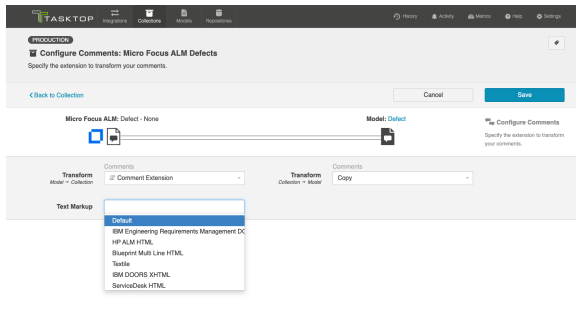 TASKTOP
Integrations
Collections
Models
Repositories
History
Activity
Metrics
Help
Settings
PRODUCTION
Configure Comments: Micro Focus ALM Defects
Specify the extension to transform your comments.
Back to Collection
Cancel
Save
Micro Focus ALM: Defect - None
Model: Defect
Configure Comments
Specify the extension to transform
your comments.
Comments
Transform
Model → Collection
Comment Extension
Comments
Transform
Collection → Model
Copy
Text Markup
Default
IBM Engineering Requirements Management DO
HP ALM HTML
Blueprint Multi Line HTML
Textile
IBM DOORS XHTML
ServiceDesk HTML